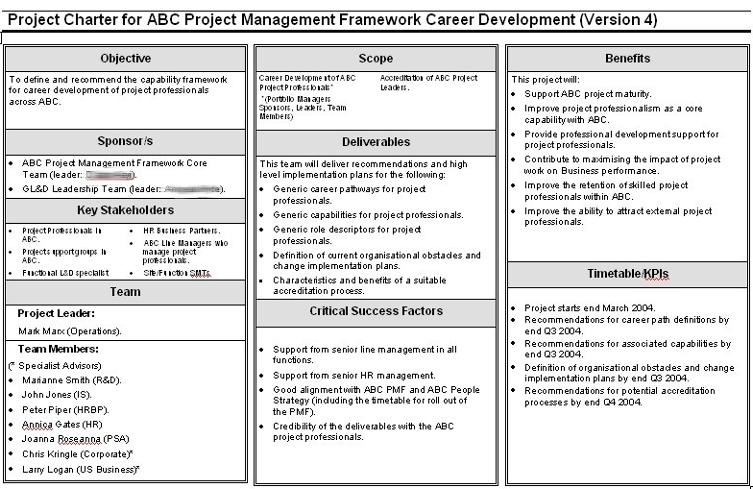 Project Charter for ABC Project Management Framework Career Development (Version 4)
Objective
To define and recommend the capability framework
for career development of project professionals
across ABC.
Sponsor/s
• ABC Project Management Framework Core
Team (leader: ).
• GL&D Leadership Team (leader: ).
Key Stakeholders
• Project Professionals in
ABC.
• Project support groups in
ABC.
• Functional L&D specialist
• HR Business Partners.
• ABC Line Managers who
manage project
professionals.
• Site/Function SMTs.
Team
Project Leader:
Mark Marx (Operations).
Team Members:
(* Specialist Advisors)
• Marianne Smith (R&D).
• John Jones (IS).
• Peter Piper (HRBP).
• Annica Gates (HR)
• Joanna Roseanna (PSA)
• Chris Kringle (Corporate)*
• Larry Logan (US Business)*
Scope
Career Development of ABC
Project Professionals*
*(Portfolio Managers
Sponsors, Leaders, Team
Members)
Accreditation of ABC Project
Leaders.
Deliverables
This team will deliver recommendations and high
level implementation plans for the following:
• Generic career pathways for project
professionals.
• Generic capabilities for project professionals.
• Generic role descriptors for project
professionals.
• Definition of current organisational obstacles and
change implementation plans.
• Characteristics and benefits of a suitable
accreditation process.
Critical Success Factors
• Support from senior line management in all
functions.
• Support from senior HR management.
• Good alignment with ABC PMF and ABC People
Strategy (including the timetable for roll out of
the PMF).
• Credibility of the deliverables with the ABC
project professionals.
Benefits
This project will:
• Support ABC project maturity.
• Improve project professionalism as a core
capability with ABC.
• Provide professional development support for
project professionals.
• Contribute to maximising the impact of project
work on Business performance.
• Improve the retention of skilled project
professionals within ABC.
• Improve the ability to attract external project
professionals.
Timetable/KPIs
• Project starts end March 2004.
• Recommendations for career path definitions by
end Q3 2004.
• Recommendations for associated capabilities by
end Q3 2004.
• Definition of organisational obstacles and change
implementation plans by end Q3 2004.
• Recommendations for potential accreditation
processes by end Q4 2004.